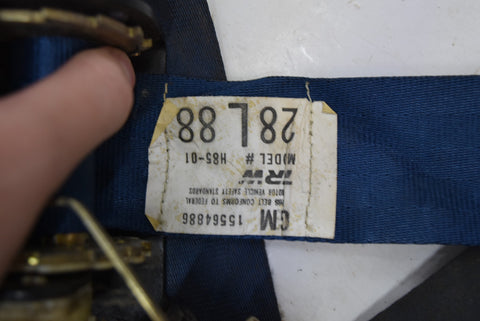 GM 15564886
THIS BELT CONFORMS TO FEDERAL
MOTOR VEHICLE SAFETY STANDARDS
TRW
MODEL # H85-01
28L88